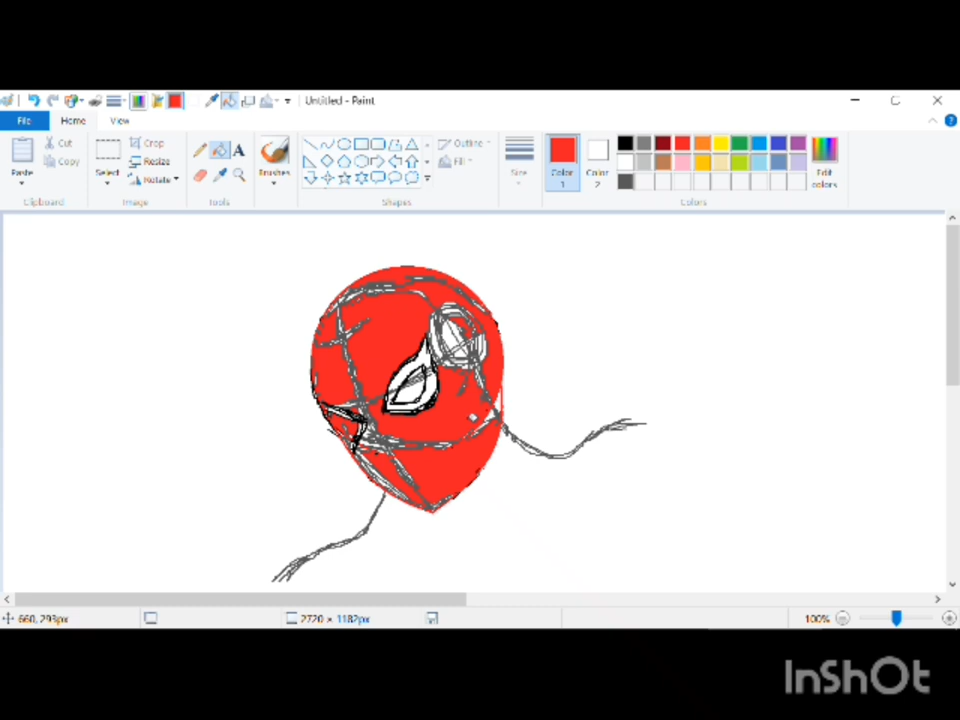 Untitled - Paint
File Home View
Paste
Cut
Copy
Clipboard
Select
Crop
Resize
Rotate
Image
A
Tools
Brushes
Outline
Fill
Shapes
Size
Color
1
Color
2
Edit
colors
Colors
660, 293px
2720 × 1182px
100%
InShOt